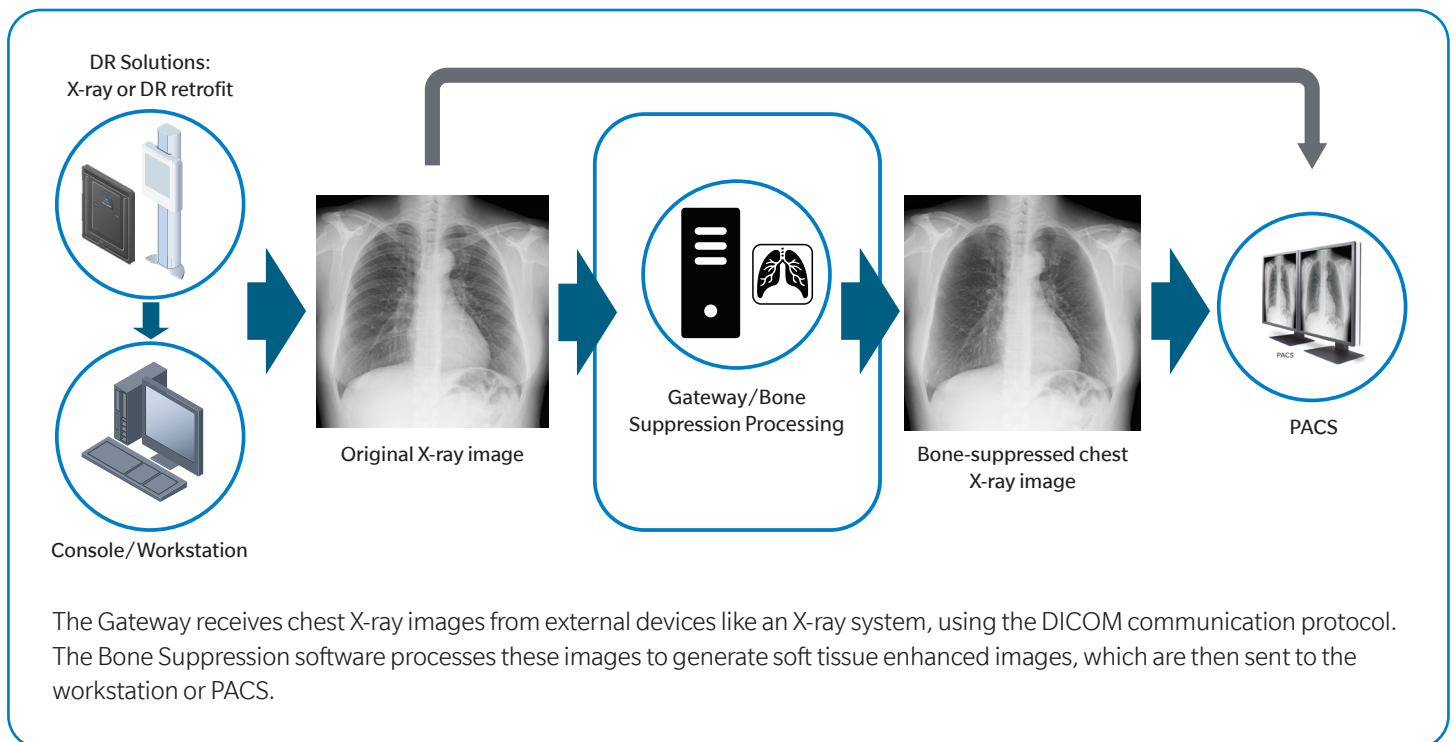 DR Solutions:
X-ray or DR retrofit
Console/Workstation
Original X-ray image
Gateway/Bone
Suppression Processing
Bone-suppressed chest
X-ray image
PACS
PACS
The Gateway receives chest X-ray images from external devices like an X-ray system, using the DICOM communication protocol.
The Bone Suppression software processes these images to generate soft tissue enhanced images, which are then sent to the
workstation or PACS.